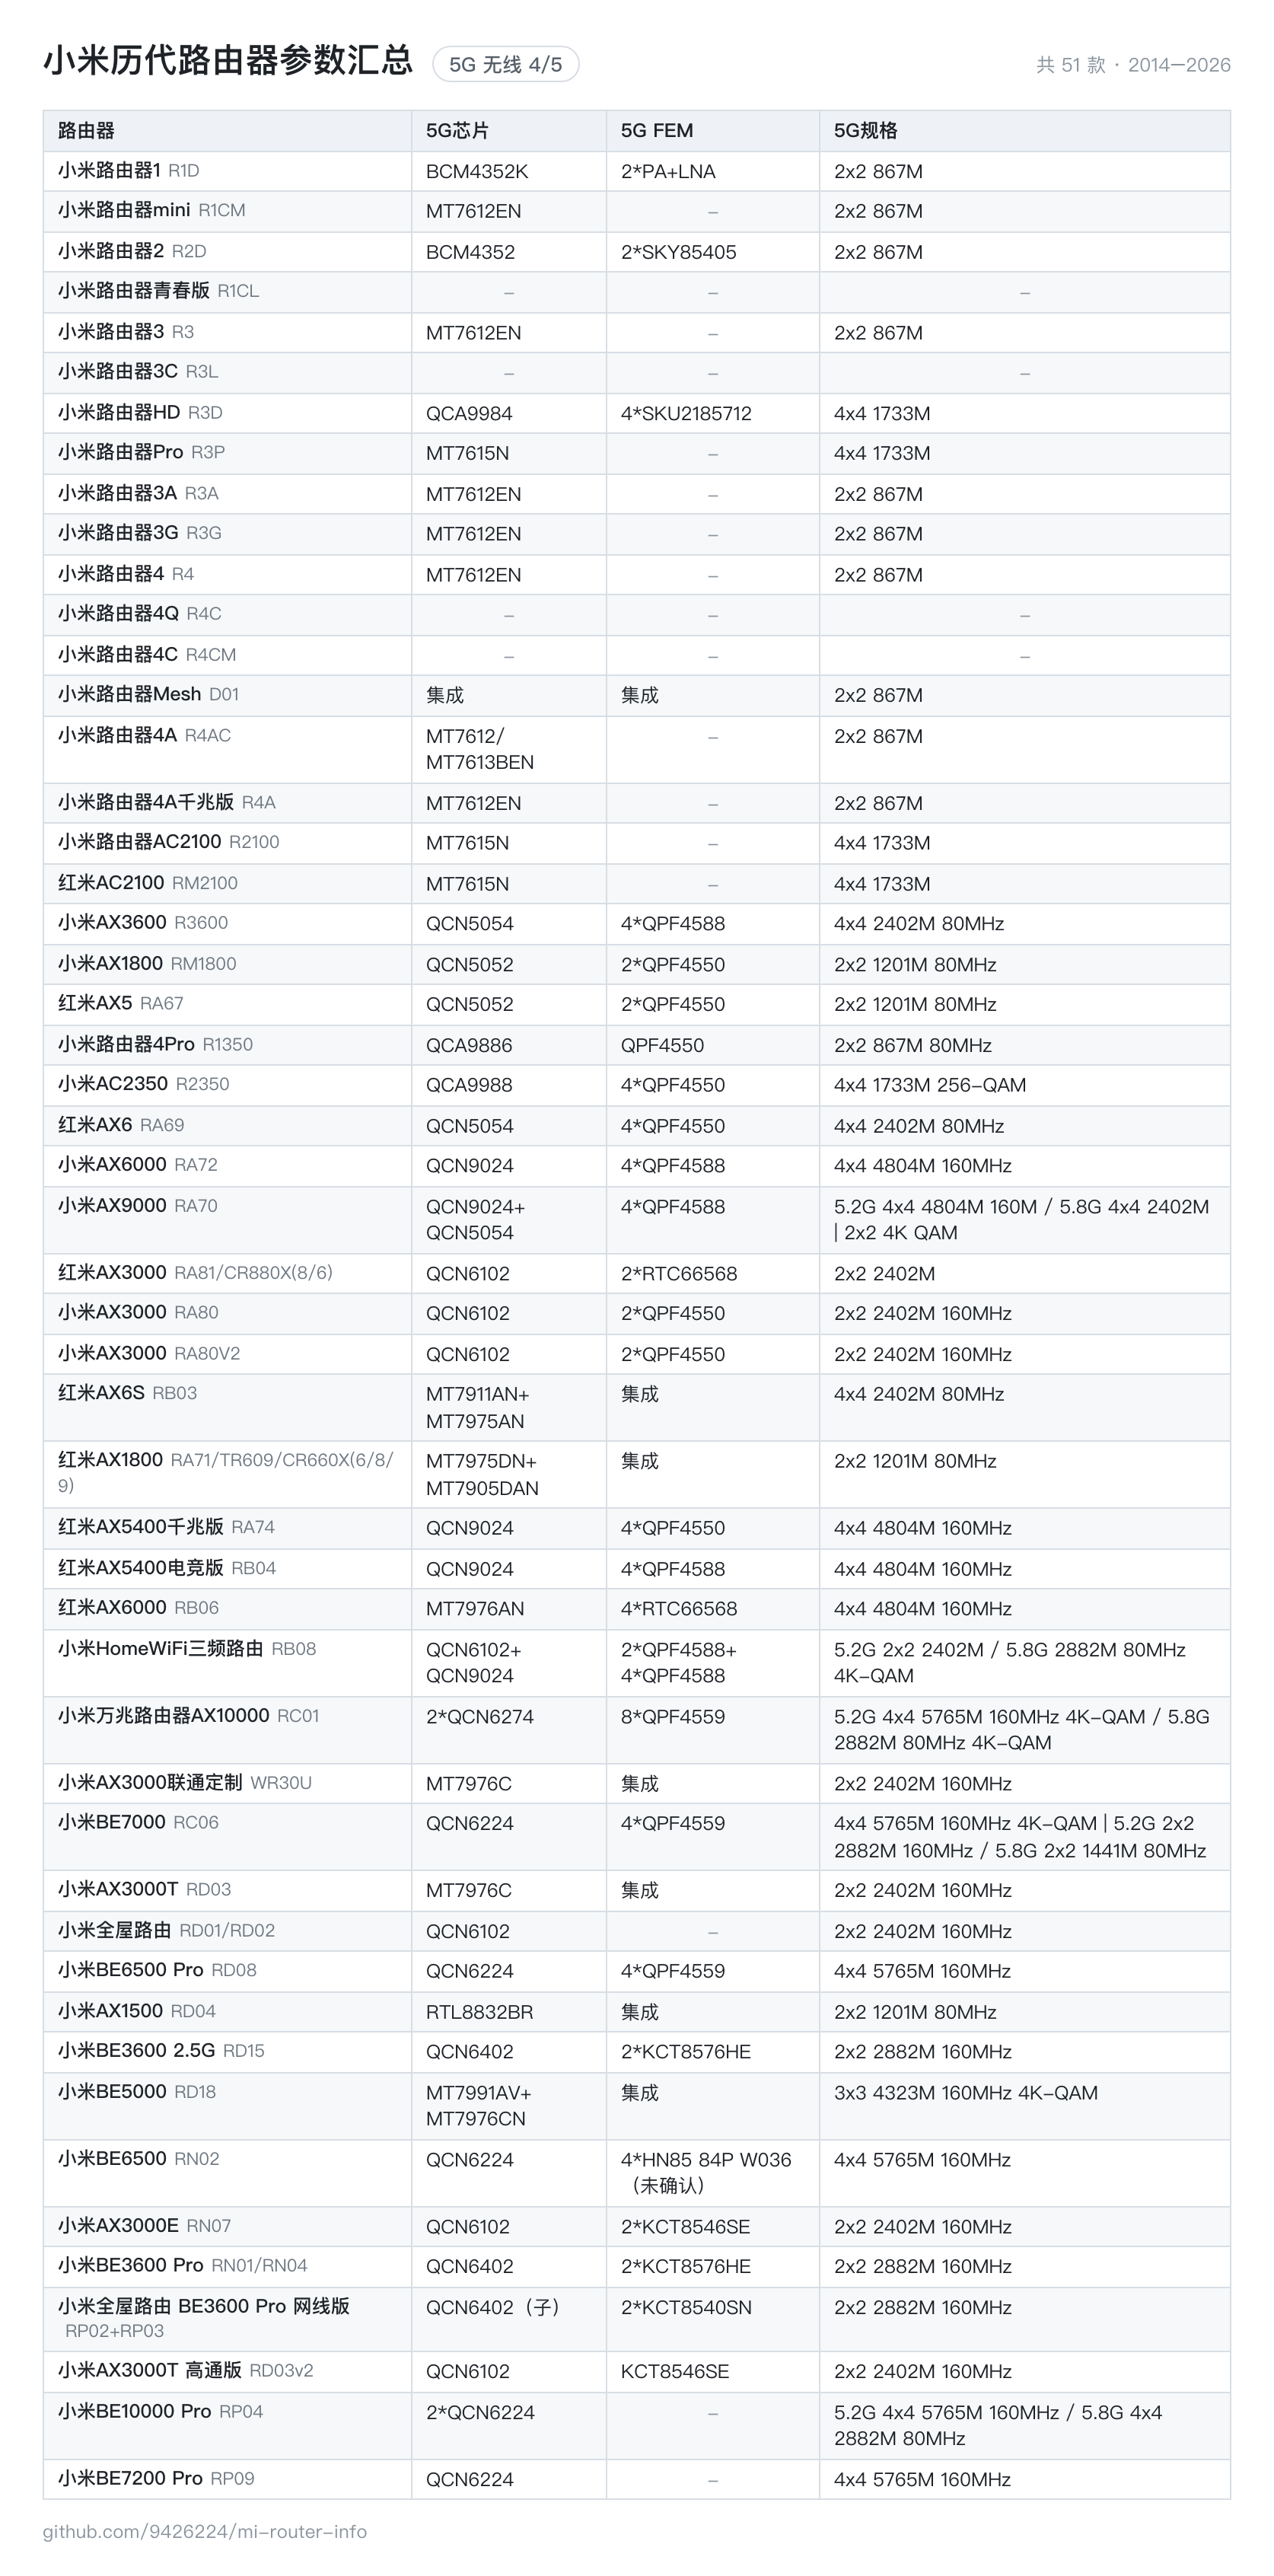 小米历代路由器参数汇总 5G 无线 4/5 共 51 款 · 2014–2026
路由器 5G芯片 5G FEM 5G规格
小米路由器1 R1D BCM4352K 2*PA+LNA 2x2 867M
小米路由器mini R1CM MT7612EN – 2x2 867M
小米路由器2 R2D BCM4352 2*SKY85405 2x2 867M
小米路由器青春版 R1CL – – –
小米路由器3 R3 MT7612EN – 2x2 867M
小米路由器3C R3L – – –
小米路由器HD R3D QCA9984 4*SKU2185712 4x4 1733M
小米路由器Pro R3P MT7615N – 4x4 1733M
小米路由器3A R3A MT7612EN – 2x2 867M
小米路由器3G R3G MT7612EN – 2x2 867M
小米路由器4 R4 MT7612EN – 2x2 867M
小米路由器4Q R4C – – –
小米路由器4C R4CM – – –
小米路由器Mesh D01 集成 集成 2x2 867M
小米路由器4A R4AC MT7612/ – 2x2 867M
MT7613BEN
小米路由器4A千兆版 R4A MT7612EN – 2x2 867M
小米路由器AC2100 R2100 MT7615N – 4x4 1733M
红米AC2100 RM2100 MT7615N – 4x4 1733M
小米AX3600 R3600 QCN5054 4*QPF4588 4x4 2402M 80MHz
小米AX1800 RM1800 QCN5052 2*QPF4550 2x2 1201M 80MHz
红米AX5 RA67 QCN5052 2*QPF4550 2x2 1201M 80MHz
小米路由器4Pro R1350 QCA9886 QPF4550 2x2 867M 80MHz
小米AC2350 R2350 QCA9988 4*QPF4550 4x4 1733M 256–QAM
红米AX6 RA69 QCN5054 4*QPF4550 4x4 2402M 80MHz
小米AX6000 RA72 QCN9024 4*QPF4588 4x4 4804M 160MHz
小米AX9000 RA70 QCN9024+ 4*QPF4588 5.2G 4x4 4804M 160M / 5.8G 4x4 2402M
QCN5054 | 2x2 4K QAM
红米AX3000 RA81/CR880X(8/6) QCN6102 2*RTC66568 2x2 2402M
小米AX3000 RA80 QCN6102 2*QPF4550 2x2 2402M 160MHz
小米AX3000 RA80V2 QCN6102 2*QPF4550 2x2 2402M 160MHz
红米AX6S RB03 MT7911AN+ 集成 4x4 2402M 80MHz
MT7975AN
红米AX1800 RA71/TR609/CR660X(6/8/ MT7975DN+ 集成 2x2 1201M 80MHz
9) MT7905DAN
红米AX5400千兆版 RA74 QCN9024 4*QPF4550 4x4 4804M 160MHz
红米AX5400电竞版 RB04 QCN9024 4*QPF4588 4x4 4804M 160MHz
红米AX6000 RB06 MT7976AN 4*RTC66568 4x4 4804M 160MHz
小米HomeWiFi三频路由 RB08 QCN6102+ 2*QPF4588+ 5.2G 2x2 2402M / 5.8G 2882M 80MHz
QCN9024 4*QPF4588 4K–QAM
小米万兆路由器AX10000 RC01 2*QCN6274 8*QPF4559 5.2G 4x4 5765M 160MHz 4K–QAM / 5.8G
2882M 80MHz 4K–QAM
小米AX3000联通定制 WR30U MT7976C 集成 2x2 2402M 160MHz
小米BE7000 RC06 QCN6224 4*QPF4559 4x4 5765M 160MHz 4K–QAM | 5.2G 2x2
2882M 160MHz / 5.8G 2x2 1441M 80MHz
小米AX3000T RD03 MT7976C 集成 2x2 2402M 160MHz
小米全屋路由 RD01/RD02 QCN6102 – 2x2 2402M 160MHz
小米BE6500 Pro RD08 QCN6224 4*QPF4559 4x4 5765M 160MHz
小米AX1500 RD04 RTL8832BR 集成 2x2 1201M 80MHz
小米BE3600 2.5G RD15 QCN6402 2*KCT8576HE 2x2 2882M 160MHz
小米BE5000 RD18 MT7991AV+ 集成 3x3 4323M 160MHz 4K–QAM
MT7976CN
小米BE6500 RN02 QCN6224 4*HN85 84P W036 4x4 5765M 160MHz
（未确认）
小米AX3000E RN07 QCN6102 2*KCT8546SE 2x2 2402M 160MHz
小米BE3600 Pro RN01/RN04 QCN6402 2*KCT8576HE 2x2 2882M 160MHz
小米全屋路由 BE3600 Pro 网线版 QCN6402（子） 2*KCT8540SN 2x2 2882M 160MHz
RP02+RP03
小米AX3000T 高通版 RD03v2 QCN6102 KCT8546SE 2x2 2402M 160MHz
小米BE10000 Pro RP04 2*QCN6224 – 5.2G 4x4 5765M 160MHz / 5.8G 4x4
2882M 80MHz
小米BE7200 Pro RP09 QCN6224 – 4x4 5765M 160MHz
github.com/9426224/mi-router-info